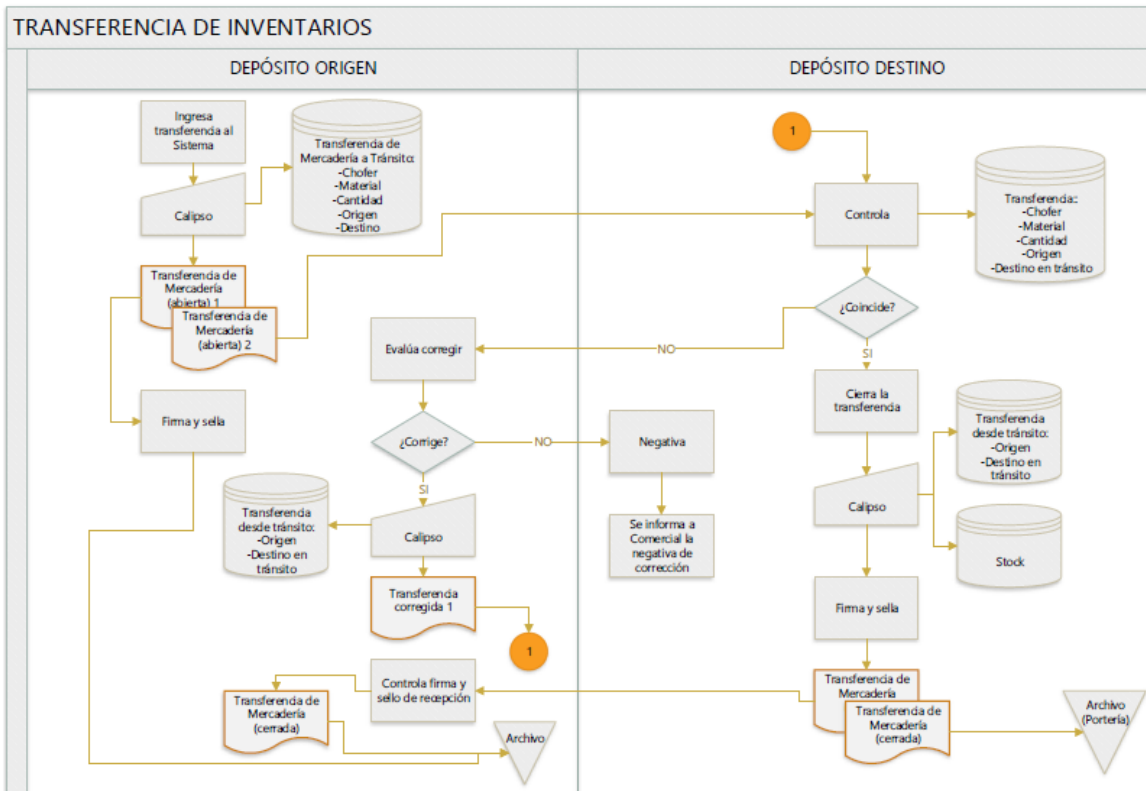 TRANSFERENCIA DE INVENTARIOS
DEPÓSITO ORIGEN
Ingresa
transferencia al
Sistema
Calipso
Transferencia de
Mercadería a Tránsito:
-Chofer
-Material
-Cantidad
-Origen
-Destino
Transferencia de
Mercadería
(abierta) 1
Transferencia de
Mercadería
(abierta) 2
Firma y sella
Evalúa corregir
¿Corrige?
NO
SI
Calipso
Transferencia
desde tránsito:
-Origen
-Destino en
tránsito
Transferencia
corregida 1
1
Controla firma y
sello de recepción
Transferencia de
Mercadería
(cerrada)
Archivo
DEPÓSITO DESTINO
1
Controla
Transferencia:
-Chofer
-Material
-Cantidad
-Origen
-Destino en tránsito
¿Coincide?
NO
SI
Cierra la
transferencia
Negativa
Se informa a
Comercial la
negativa de
corrección
Calipso
Transferencia
desde tránsito:
-Origen
-Destino en
tránsito
Stock
Firma y sella
Transferencia de
Mercadería
Transferencia de
Mercadería
(cerrada)
Archivo
(Portería)